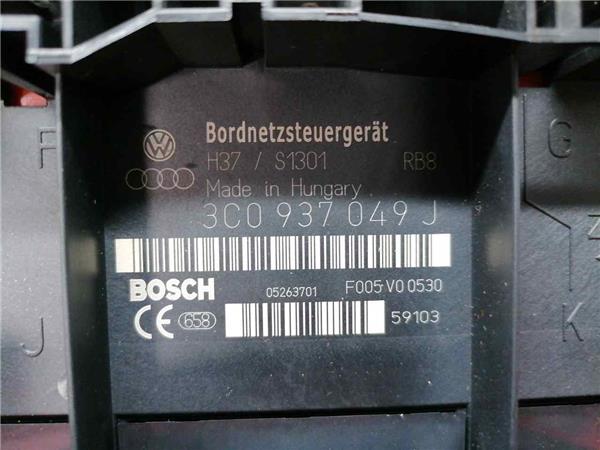 Bordnetzsteuergerät
H37 / S1301 RB8
Made in Hungary
3C0 937 049 J
BOSCH 05263701 F005 V0 0530
CE 658 59103
F
G
J
K